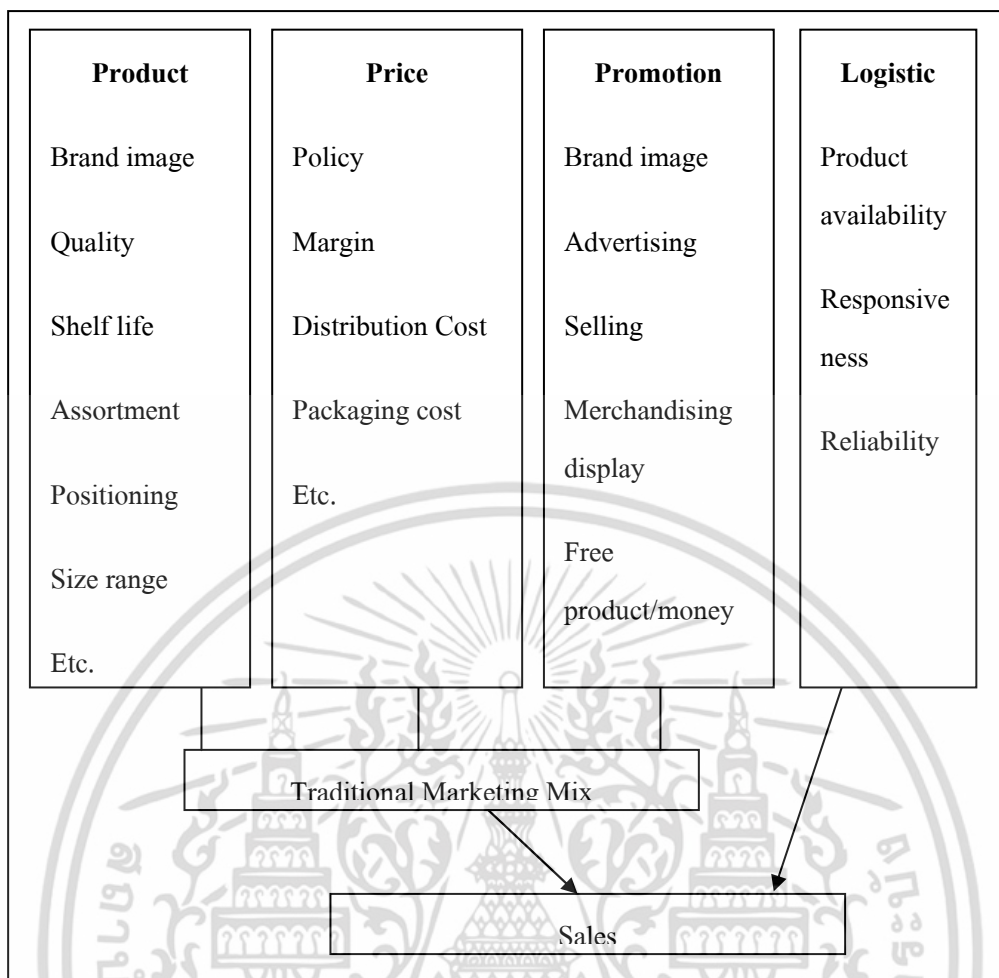 Product
Brand image
Quality
Shelf life
Assortment
Positioning
Size range
Etc.
Price
Policy
Margin
Distribution Cost
Packaging cost
Etc.
Promotion
Brand image
Advertising
Selling
Merchandising
display
Free
product/money
Logistic
Product
availability
Responsive
ness
Reliability
Traditional Marketing Mix
Sales